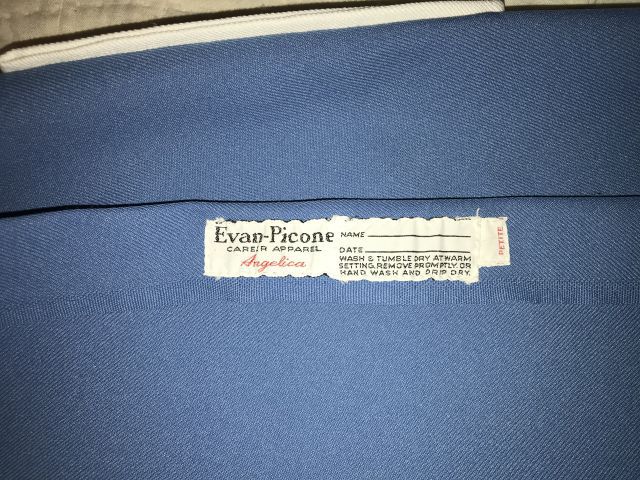 Evan-Picone
CAREER APPAREL
Angelica
NAME
DATE
WASH & TUMBLE DRY AT WARM
SETTING, REMOVE PROMPTLY. OR
HAND WASH AND DRIP DRY.
PETITE